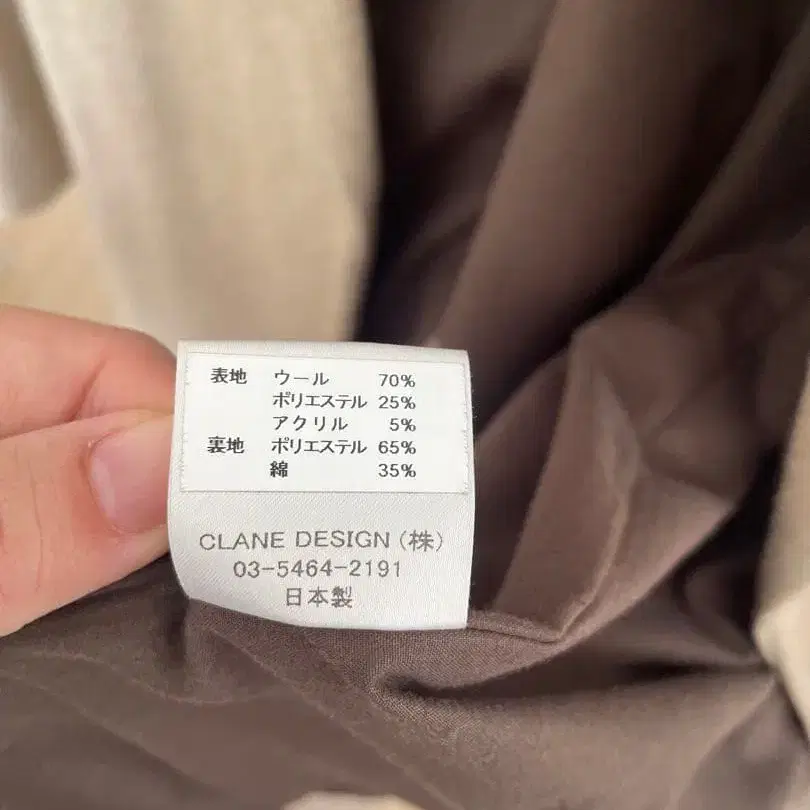 表地 ウール 70%
ポリエステル 25%
アクリル 5%
裏地 ポリエステル 65%
綿 35%
CLANE DESIGN (株)
03-5464-2191
日本製